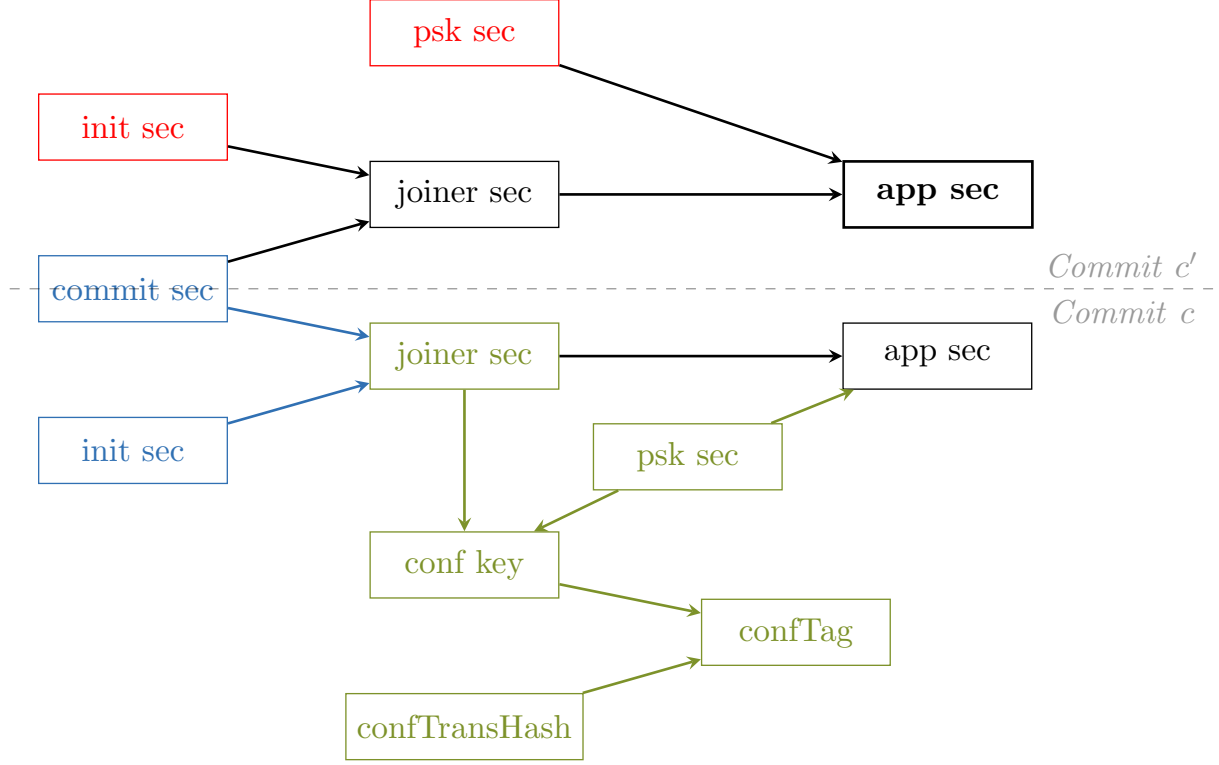 psk sec
init sec
joiner sec
app sec
Commit c′
commit sec
Commit c
joiner sec
app sec
init sec
psk sec
conf key
confTag
confTransHash